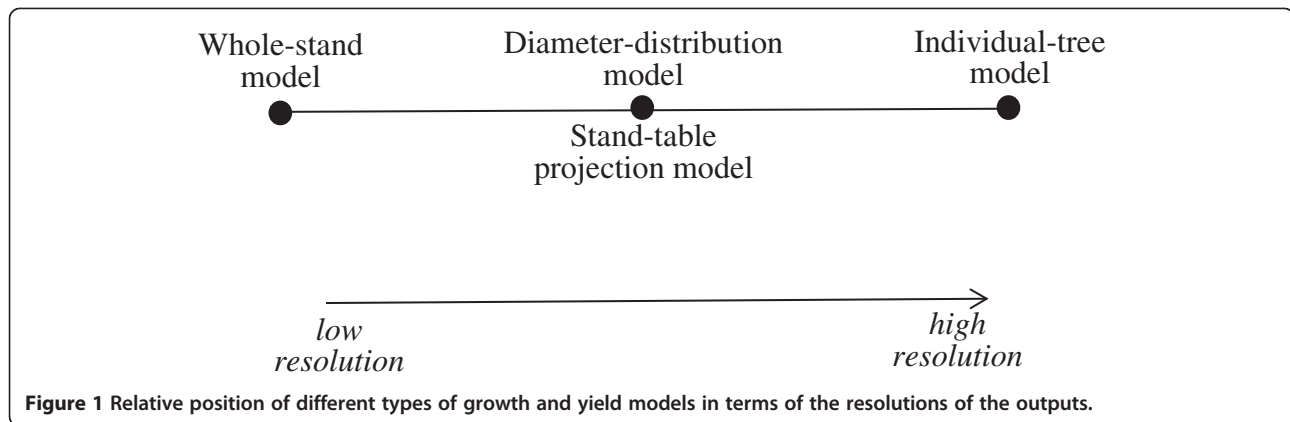 Whole-stand
model
Diameter-distribution
model
Individual-tree
model
Stand-table
projection model
low
resolution
high
resolution
Figure 1 Relative position of different types of growth and yield models in terms of the resolutions of the outputs.